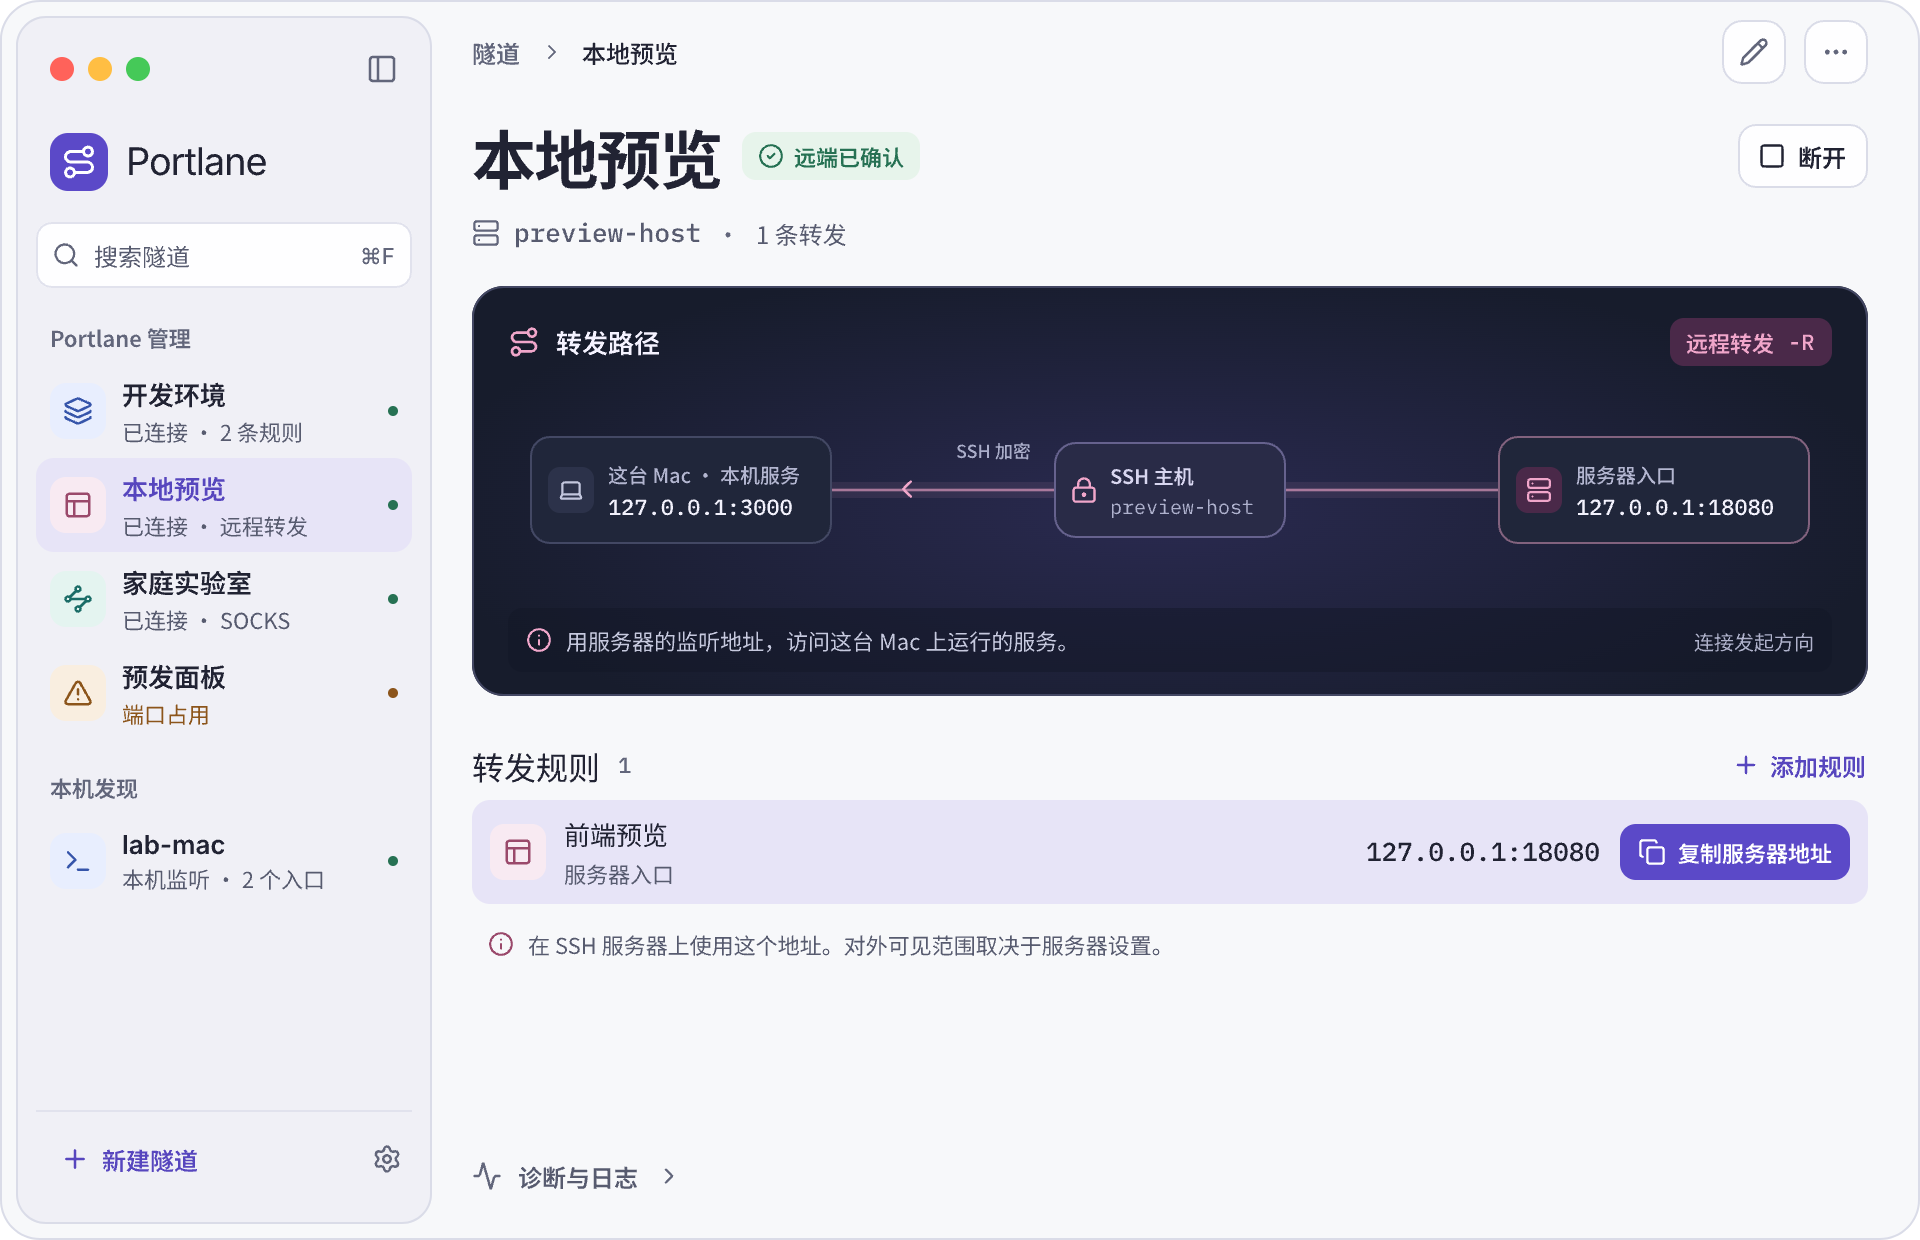 Portlane
搜索隧道 ⌘F
Portlane 管理
开发环境
已连接 · 2 条规则
本地预览
已连接 · 远程转发
家庭实验室
已连接 · SOCKS
预发面板
端口占用
本机发现
lab-mac
本机监听 · 2 个入口
新建隧道
隧道 > 本地预览
本地预览 远端已确认
断开
preview-host · 1 条转发
转发路径
远程转发 -R
这台 Mac · 本机服务
127.0.0.1:3000
SSH 加密
SSH 主机
preview-host
服务器入口
127.0.0.1:18080
用服务器的监听地址，访问这台 Mac 上运行的服务。
连接发起方向
转发规则 1
添加规则
前端预览
服务器入口
127.0.0.1:18080
复制服务器地址
在 SSH 服务器上使用这个地址。对外可见范围取决于服务器设置。
诊断与日志